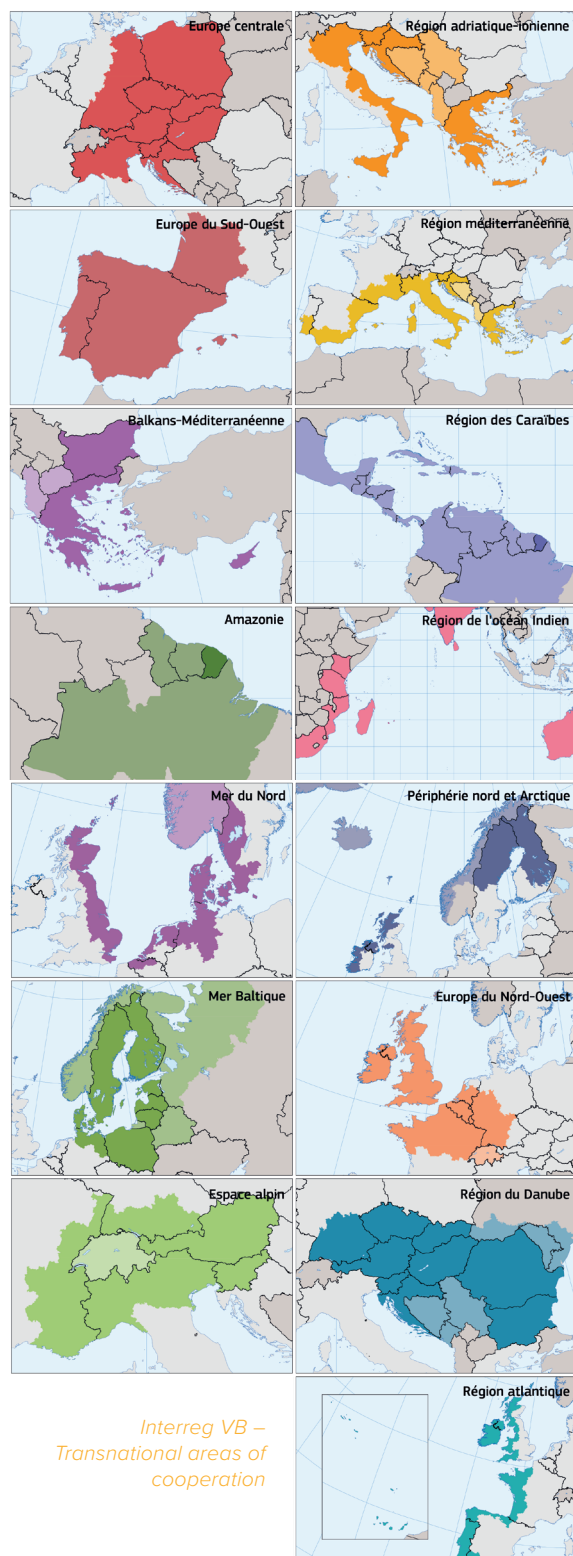 Europe centrale
Région adriatique-ionienne
Europe du Sud-Ouest
Région méditerranéenne
Balkans-Méditerranéenne
Région des Caraïbes
Amazonie
Région de l'océan Indien
Mer du Nord
Périphérie nord et Arctique
Mer Baltique
Europe du Nord-Ouest
Espace alpin
Région du Danube
Région atlantique
Interreg VB –
Transnational areas of
cooperation